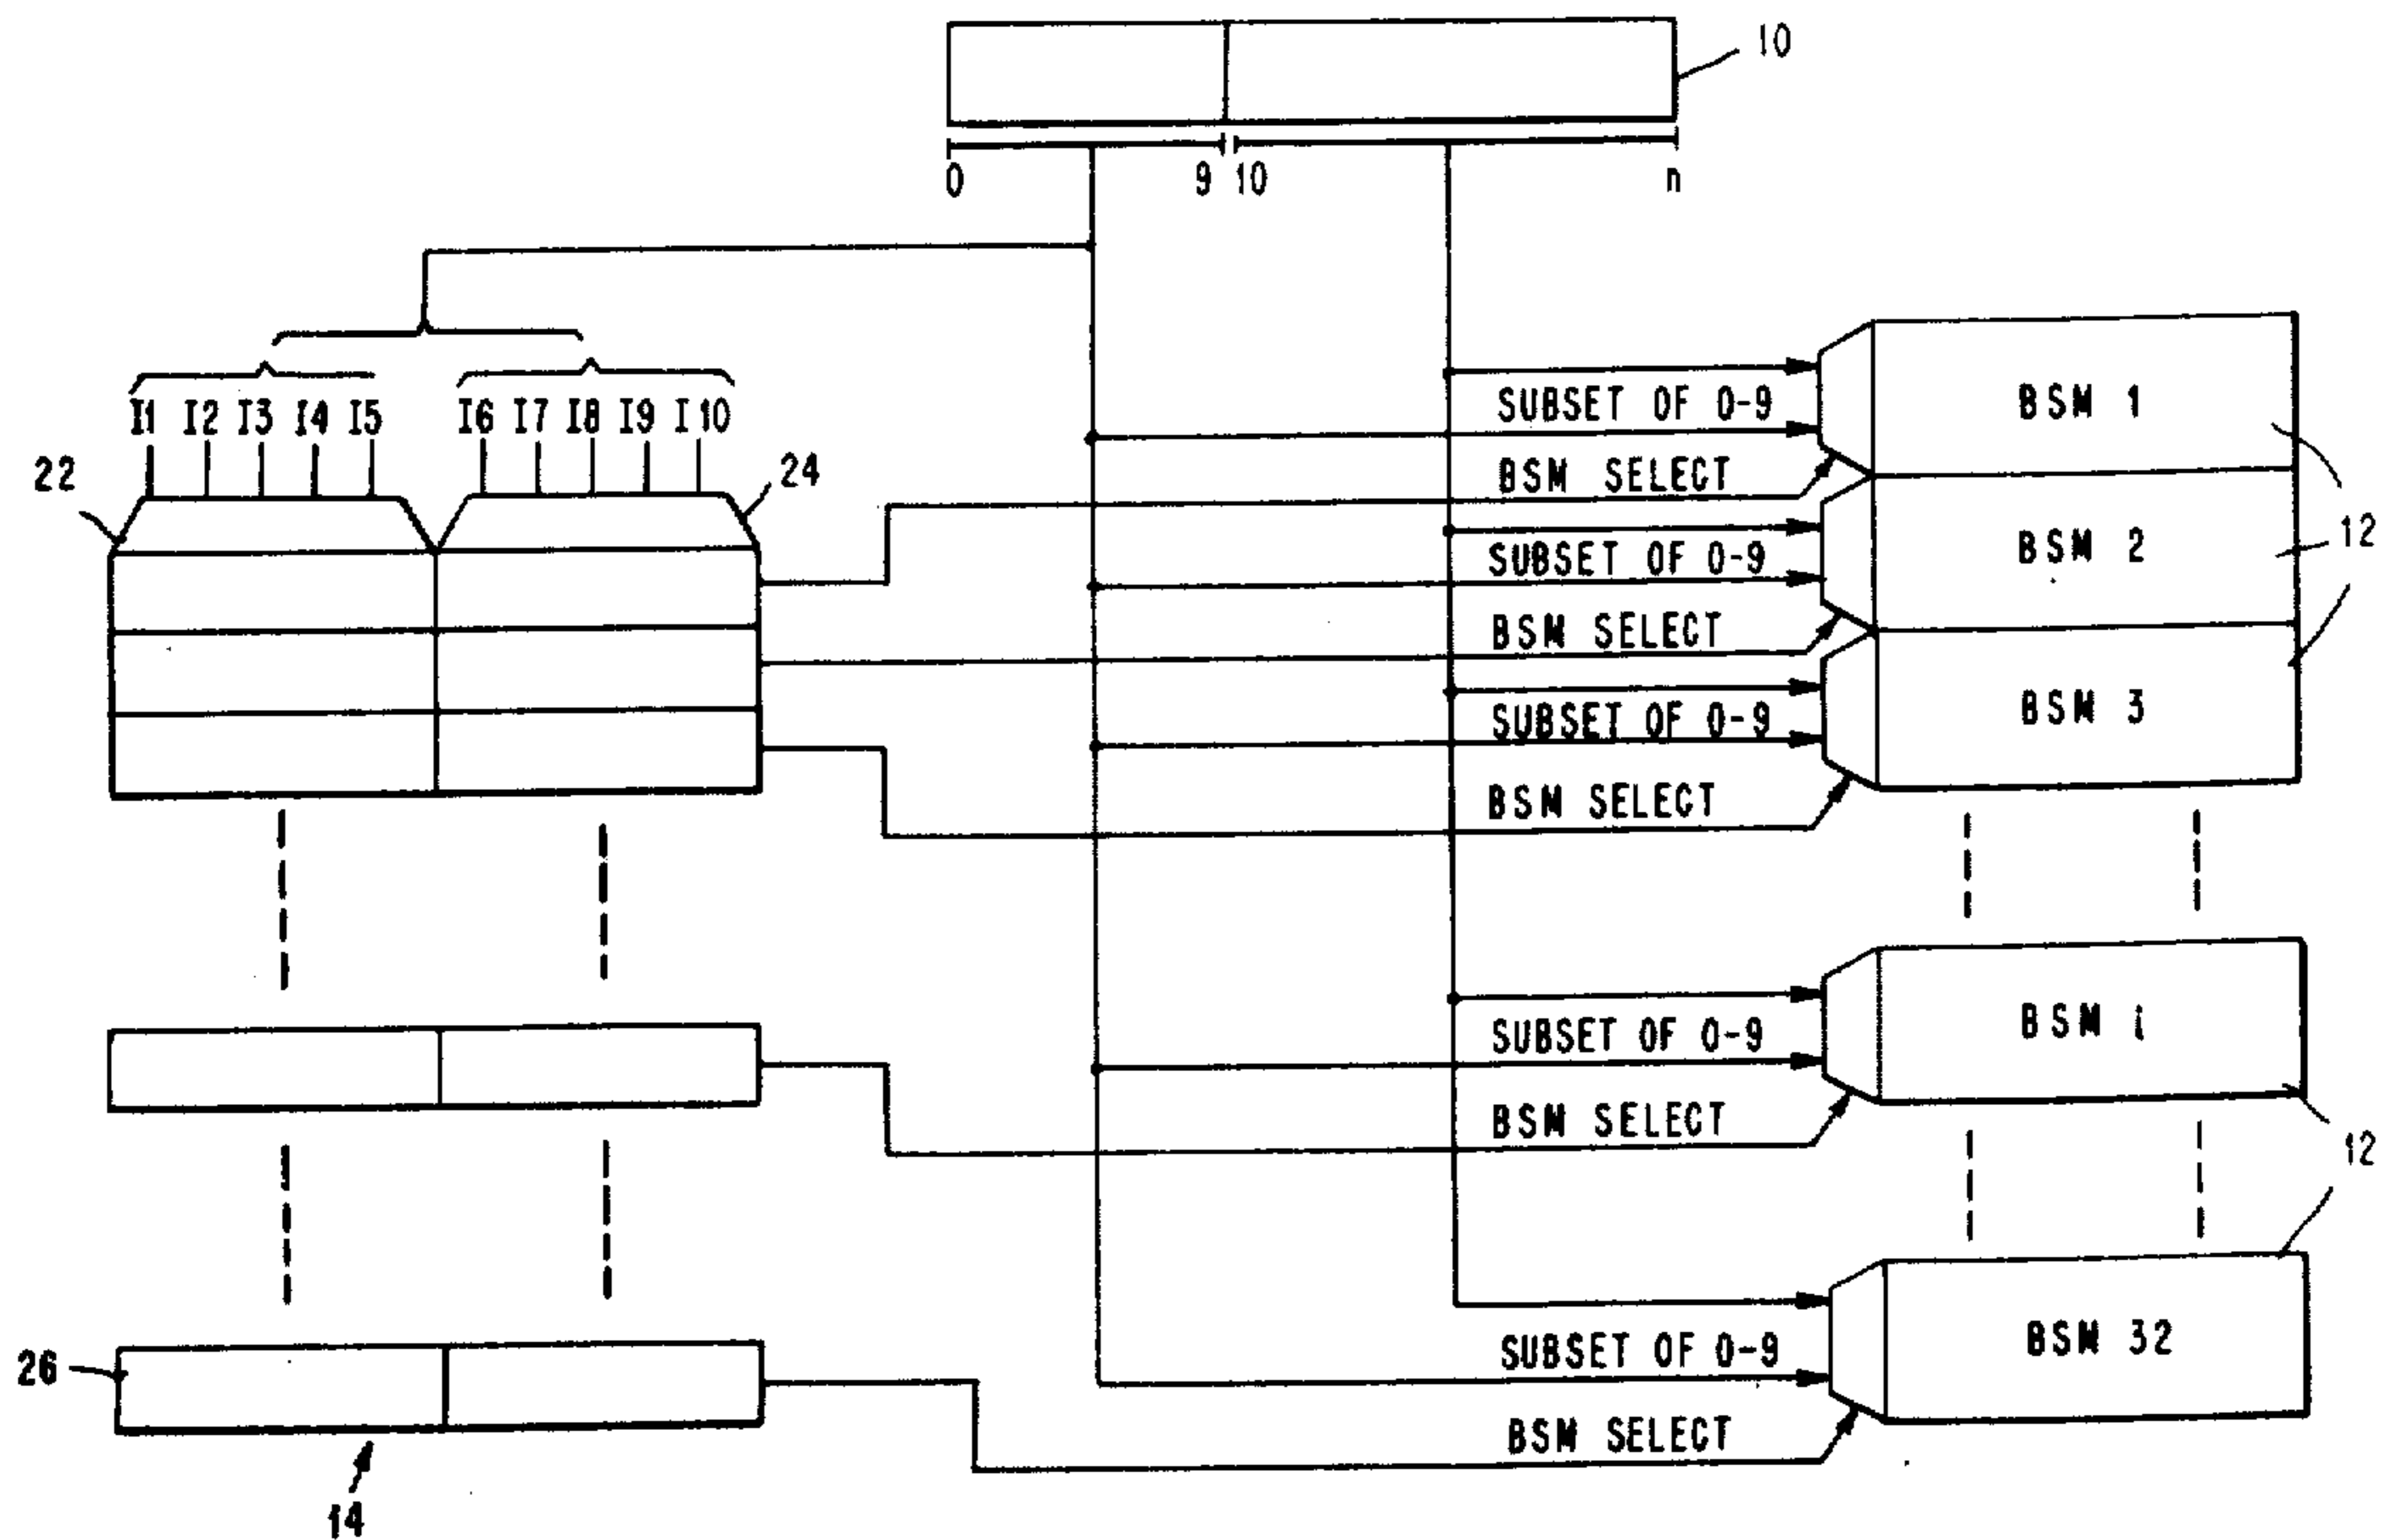 10
0 9 10 n
I1 I2 I3 I4 I5 I6 I7 I8 I9 I10
22
24
SUBSET OF 0-9
BSM SELECT
BSM 1
SUBSET OF 0-9
BSM SELECT
BSM 2
12
SUBSET OF 0-9
BSM SELECT
BSM 3
SUBSET OF 0-9
BSM SELECT
BSM i
12
26
SUBSET OF 0-9
BSM SELECT
BSM 32
14